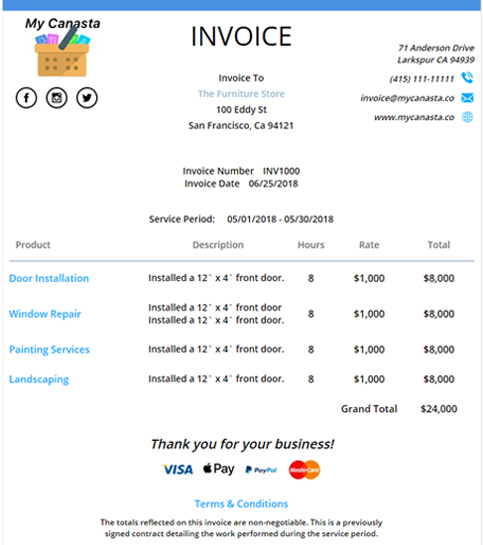 My Canasta
INVOICE
71 Anderson Drive
Larkspur CA 94939
(415) 111-11111
invoice@mycanasta.co
www.mycanasta.co
Invoice To
The Furniture Store
100 Eddy St
San Francisco, Ca 94121
Invoice Number INV1000
Invoice Date 06/25/2018
Service Period: 05/01/2018 - 05/30/2018
Product Description Hours Rate Total
Door Installation Installed a 12` x 4` front door. 8 $1,000 $8,000
Installed a 12` x 4` front door
Window Repair Installed a 12` x 4` front door. 8 $1,000 $8,000
Painting Services Installed a 12` x 4` front door. 8 $1,000 $8,000
Landscaping Installed a 12` x 4` front door. 8 $1,000 $8,000
Grand Total $24,000
Thank you for your business!
VISA Pay PayPal MasterCard
Terms & Conditions
The totals reflected on this invoice are non-negotiable. This is a previously
signed contract detailing the work performed during the service period.